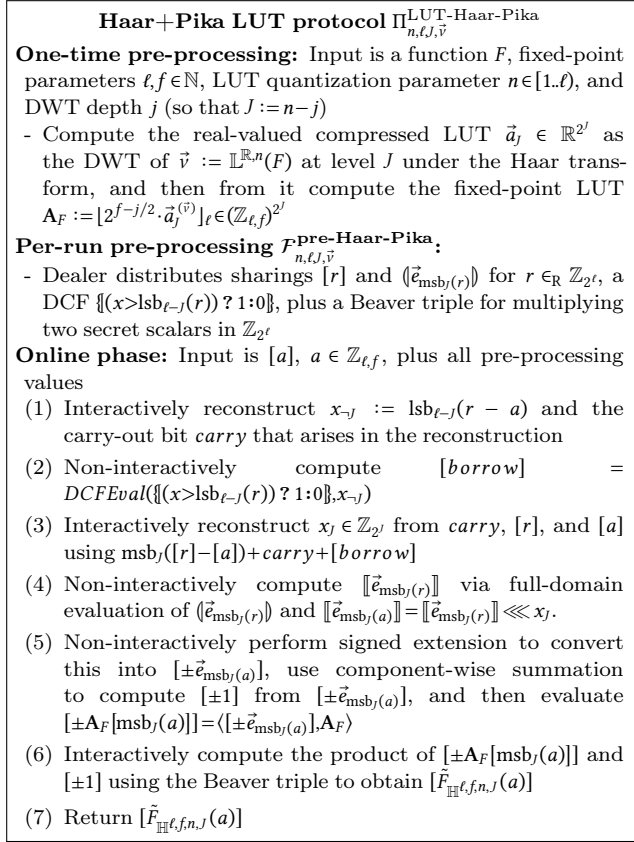 Haar+Pika LUT protocol Π^{LUT-Haar-Pika}_{n,ℓ,J,ν⃗}
One-time pre-processing: Input is a function F, fixed-point
parameters ℓ,f∈ℕ, LUT quantization parameter n∈[1..ℓ), and
DWT depth j (so that J:=n−j)
- Compute the real-valued compressed LUT a⃗_J ∈ ℝ^{2^J} as
the DWT of ν⃗ := 𝕃^{ℝ,n}(F) at level J under the Haar trans-
form, and then from it compute the fixed-point LUT
A_F := ⌊2^{f−j/2}·a⃗_J^{(ν⃗)}⌋_ℓ∈(ℤ_{ℓ,f})^{2^J}
Per-run pre-processing 𝓕^{pre-Haar-Pika}_{n,ℓ,J,ν⃗}:
- Dealer distributes sharings [r] and ⦅e⃗_{msb_J(r)}⦆ for r ∈_R ℤ_{2^ℓ}, a
DCF {[(x>lsb_{ℓ−J}(r)) ? 1:0]}, plus a Beaver triple for multiplying
two secret scalars in ℤ_{2^ℓ}
Online phase: Input is [a], a ∈ ℤ_{ℓ,f}, plus all pre-processing
values
(1) Interactively reconstruct x_{¬J} := lsb_{ℓ−J}(r − a) and the
carry-out bit carry that arises in the reconstruction
(2) Non-interactively compute [borrow] =
DCFEval({[(x>lsb_{ℓ−J}(r)) ? 1:0]},x_{¬J})
(3) Interactively reconstruct x_J ∈ ℤ_{2^J} from carry, [r], and [a]
using msb_J([r]−[a])+carry+[borrow]
(4) Non-interactively compute ⟦e⃗_{msb_J(r)}⟧ via full-domain
evaluation of ⦅e⃗_{msb_J(r)}⦆ and ⟦e⃗_{msb_J(a)}⟧=⟦e⃗_{msb_J(r)}⟧⋘x_J.
(5) Non-interactively perform signed extension to convert
this into [±e⃗_{msb_J(a)}], use component-wise summation
to compute [±1] from [±e⃗_{msb_J(a)}], and then evaluate
[±A_F[msb_J(a)]]=⟨[±e⃗_{msb_J(a)}],A_F⟩
(6) Interactively compute the product of [±A_F[msb_J(a)]] and
[±1] using the Beaver triple to obtain [F̃_{ℍ^{ℓ,f,n,J}}(a)]
(7) Return [F̃_{ℍ^{ℓ,f,n,J}}(a)]